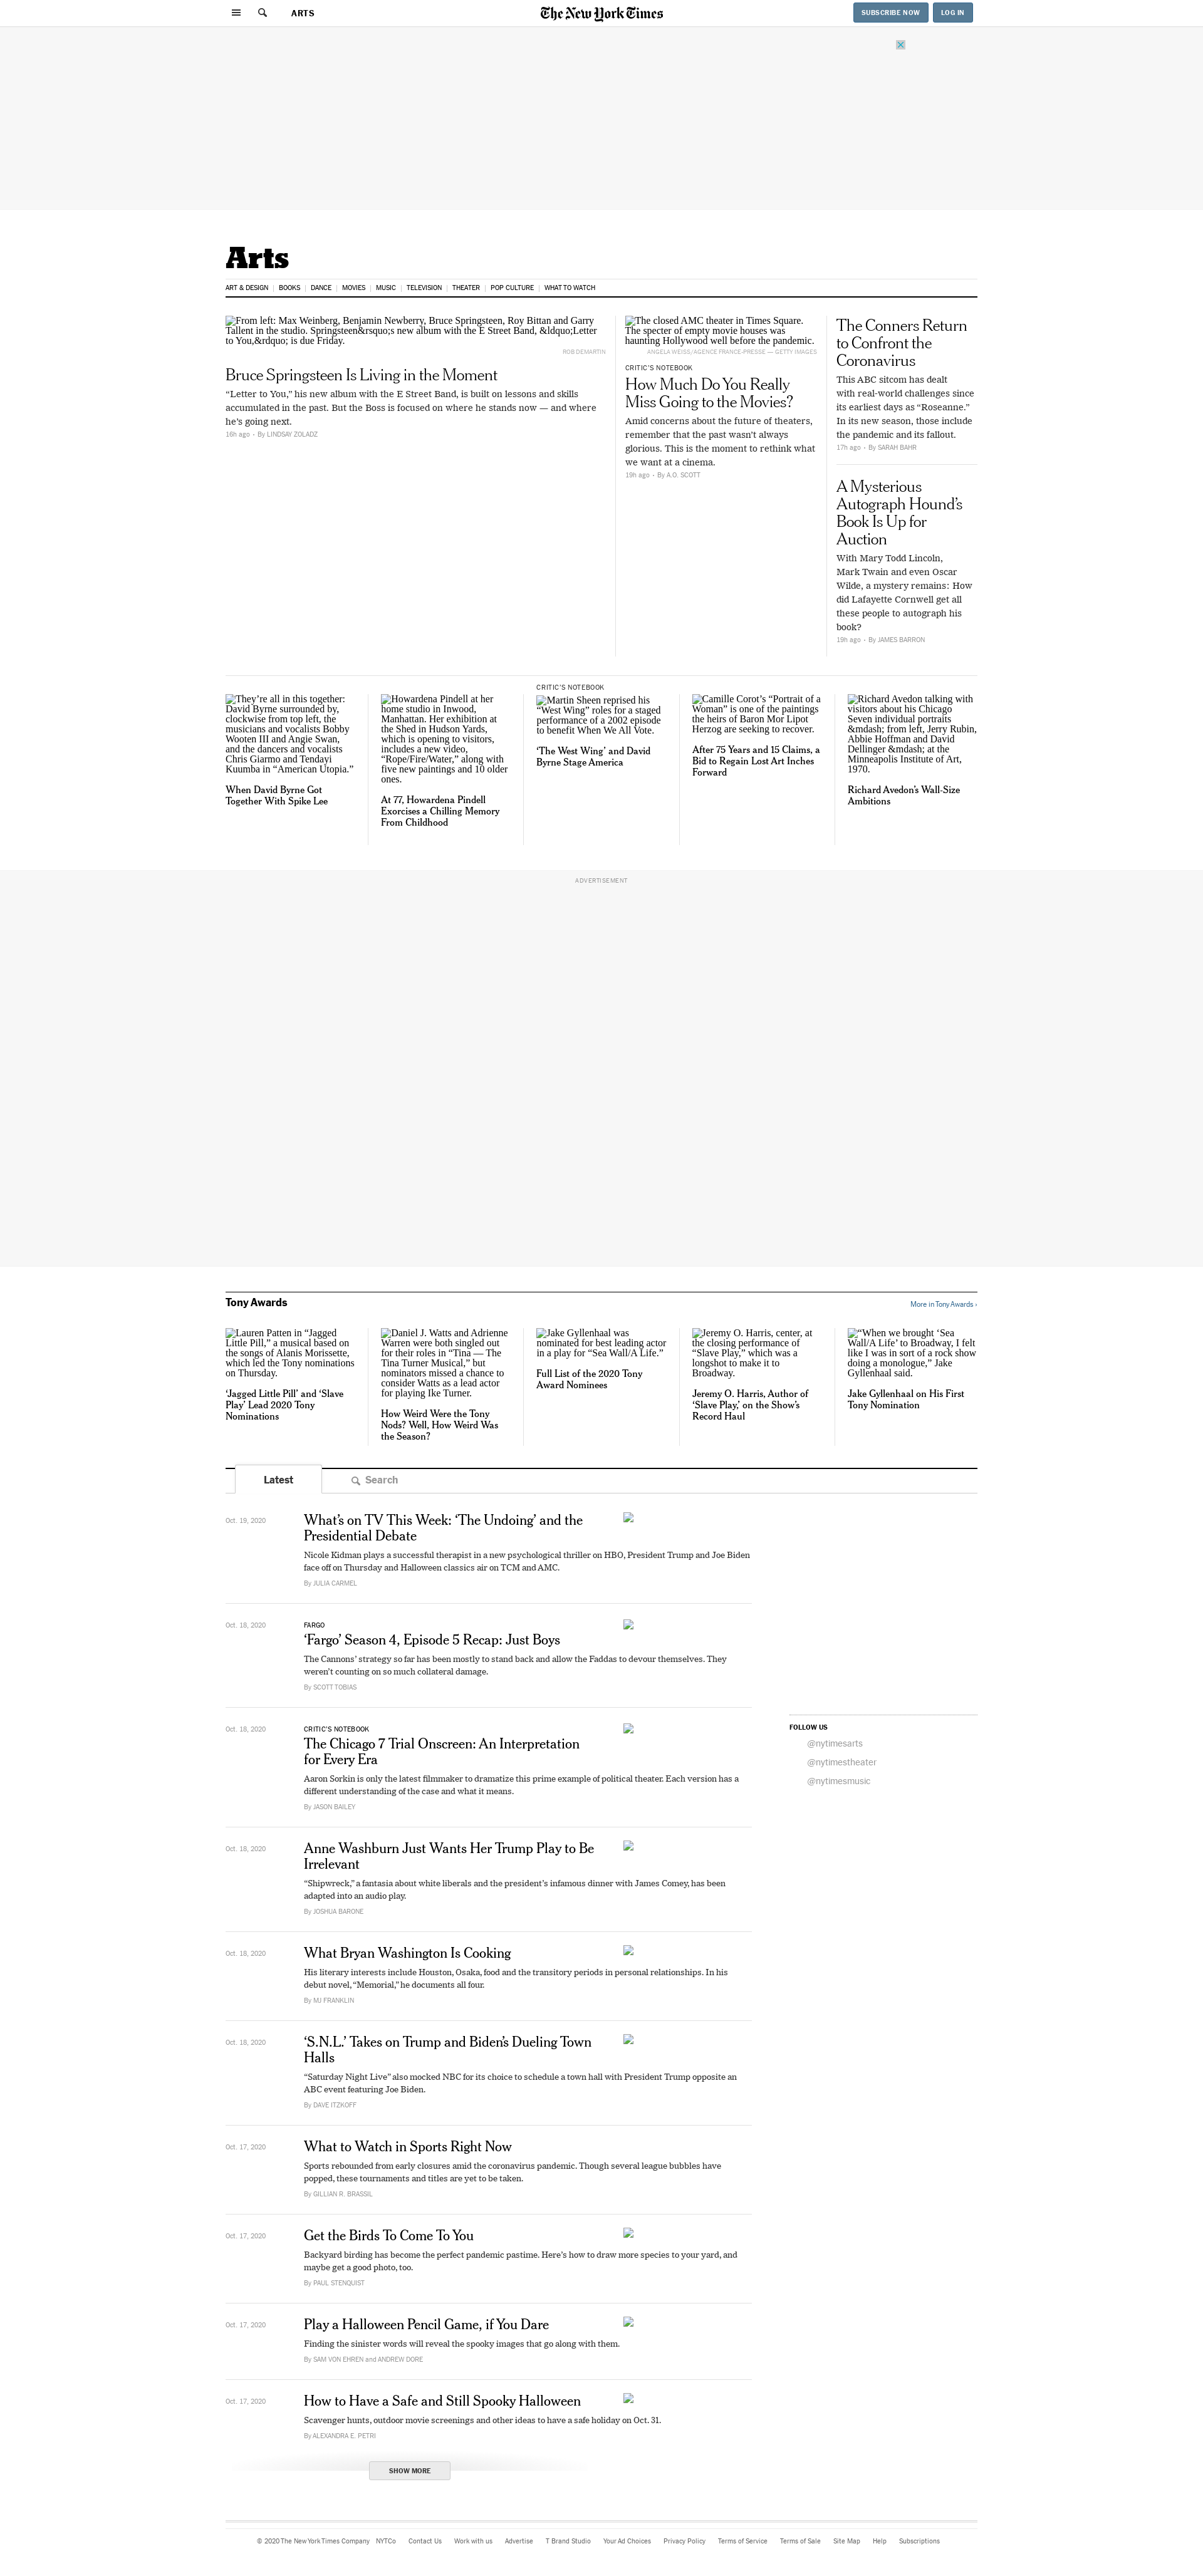 ARTS
The New York Times
SUBSCRIBE NOW
LOG IN
Arts
ART & DESIGN
BOOKS
DANCE
MOVIES
MUSIC
TELEVISION
THEATER
POP CULTURE
WHAT TO WATCH
From left: Max Weinberg, Benjamin Newberry, Bruce Springsteen, Roy Bittan and Garry
Tallent in the studio. Springsteen&rsquo;s new album with the E Street Band, &ldquo;Letter
to You,&rdquo; is due Friday.
ROB DEMARTIN
Bruce Springsteen Is Living in the Moment
“Letter to You,” his new album with the E Street Band, is built on lessons and skills
accumulated in the past. But the Boss is focused on where he stands now — and where
he’s going next.
16h ago • By LINDSAY ZOLADZ
The closed AMC theater in Times Square.
The specter of empty movie houses was
haunting Hollywood well before the pandemic.
ANGELA WEISS/AGENCE FRANCE-PRESSE — GETTY IMAGES
CRITIC’S NOTEBOOK
How Much Do You Really
Miss Going to the Movies?
Amid concerns about the future of theaters,
remember that the past wasn’t always
glorious. This is the moment to rethink what
we want at a cinema.
19h ago • By A.O. SCOTT
The Conners Return
to Confront the
Coronavirus
This ABC sitcom has dealt
with real-world challenges since
its earliest days as “Roseanne.”
In its new season, those include
the pandemic and its fallout.
17h ago • By SARAH BAHR
A Mysterious
Autograph Hound’s
Book Is Up for
Auction
With Mary Todd Lincoln,
Mark Twain and even Oscar
Wilde, a mystery remains: How
did Lafayette Cornwell get all
these people to autograph his
book?
19h ago • By JAMES BARRON
They’re all in this together:
David Byrne surrounded by,
clockwise from top left, the
musicians and vocalists Bobby
Wooten III and Angie Swan,
and the dancers and vocalists
Chris Giarmo and Tendayi
Kuumba in “American Utopia.”
When David Byrne Got
Together With Spike Lee
Howardena Pindell at her
home studio in Inwood,
Manhattan. Her exhibition at
the Shed in Hudson Yards,
which is opening to visitors,
includes a new video,
“Rope/Fire/Water,” along with
five new paintings and 10 older
ones.
At 77, Howardena Pindell
Exorcises a Chilling Memory
From Childhood
CRITIC’S NOTEBOOK
Martin Sheen reprised his
“West Wing” roles for a staged
performance of a 2002 episode
to benefit When We All Vote.
‘The West Wing’ and David
Byrne Stage America
Camille Corot’s “Portrait of a
Woman” is one of the paintings
the heirs of Baron Mor Lipot
Herzog are seeking to recover.
After 75 Years and 15 Claims, a
Bid to Regain Lost Art Inches
Forward
Richard Avedon talking with
visitors about his Chicago
Seven individual portraits
&mdash; from left, Jerry Rubin,
Abbie Hoffman and David
Dellinger &mdash; at the
Minneapolis Institute of Art,
1970.
Richard Avedon’s Wall-Size
Ambitions
ADVERTISEMENT
Tony Awards
More in Tony Awards ›
Lauren Patten in “Jagged
Little Pill,” a musical based on
the songs of Alanis Morissette,
which led the Tony nominations
on Thursday.
‘Jagged Little Pill’ and ‘Slave
Play’ Lead 2020 Tony
Nominations
Daniel J. Watts and Adrienne
Warren were both singled out
for their roles in “Tina — The
Tina Turner Musical,” but
nominators missed a chance to
consider Watts as a lead actor
for playing Ike Turner.
How Weird Were the Tony
Nods? Well, How Weird Was
the Season?
Jake Gyllenhaal was
nominated for best leading actor
in a play for “Sea Wall/A Life.”
Full List of the 2020 Tony
Award Nominees
Jeremy O. Harris, center, at
the closing performance of
“Slave Play,” which was a
longshot to make it to
Broadway.
Jeremy O. Harris, Author of
‘Slave Play,’ on the Show’s
Record Haul
“When we brought ‘Sea
Wall/A Life’ to Broadway, I felt
like I was in sort of a rock show
doing a monologue,” Jake
Gyllenhaal said.
Jake Gyllenhaal on His First
Tony Nomination
Latest
Search
Oct. 19, 2020
What’s on TV This Week: ‘The Undoing’ and the
Presidential Debate
Nicole Kidman plays a successful therapist in a new psychological thriller on HBO, President Trump and Joe Biden
face off on Thursday and Halloween classics air on TCM and AMC.
By JULIA CARMEL
Oct. 18, 2020
FARGO
‘Fargo’ Season 4, Episode 5 Recap: Just Boys
The Cannons’ strategy so far has been mostly to stand back and allow the Faddas to devour themselves. They
weren’t counting on so much collateral damage.
By SCOTT TOBIAS
Oct. 18, 2020
CRITIC’S NOTEBOOK
The Chicago 7 Trial Onscreen: An Interpretation
for Every Era
Aaron Sorkin is only the latest filmmaker to dramatize this prime example of political theater. Each version has a
different understanding of the case and what it means.
By JASON BAILEY
FOLLOW US
@nytimesarts
@nytimestheater
@nytimesmusic
Oct. 18, 2020
Anne Washburn Just Wants Her Trump Play to Be
Irrelevant
“Shipwreck,” a fantasia about white liberals and the president’s infamous dinner with James Comey, has been
adapted into an audio play.
By JOSHUA BARONE
Oct. 18, 2020
What Bryan Washington Is Cooking
His literary interests include Houston, Osaka, food and the transitory periods in personal relationships. In his
debut novel, “Memorial,” he documents all four.
By MJ FRANKLIN
Oct. 18, 2020
‘S.N.L.’ Takes on Trump and Biden’s Dueling Town
Halls
“Saturday Night Live” also mocked NBC for its choice to schedule a town hall with President Trump opposite an
ABC event featuring Joe Biden.
By DAVE ITZKOFF
Oct. 17, 2020
What to Watch in Sports Right Now
Sports rebounded from early closures amid the coronavirus pandemic. Though several league bubbles have
popped, these tournaments and titles are yet to be taken.
By GILLIAN R. BRASSIL
Oct. 17, 2020
Get the Birds To Come To You
Backyard birding has become the perfect pandemic pastime. Here’s how to draw more species to your yard, and
maybe get a good photo, too.
By PAUL STENQUIST
Oct. 17, 2020
Play a Halloween Pencil Game, if You Dare
Finding the sinister words will reveal the spooky images that go along with them.
By SAM VON EHREN and ANDREW DORE
Oct. 17, 2020
How to Have a Safe and Still Spooky Halloween
Scavenger hunts, outdoor movie screenings and other ideas to have a safe holiday on Oct. 31.
By ALEXANDRA E. PETRI
SHOW MORE
© 2020 The New York Times Company
NYTCo
Contact Us
Work with us
Advertise
T Brand Studio
Your Ad Choices
Privacy Policy
Terms of Service
Terms of Sale
Site Map
Help
Subscriptions